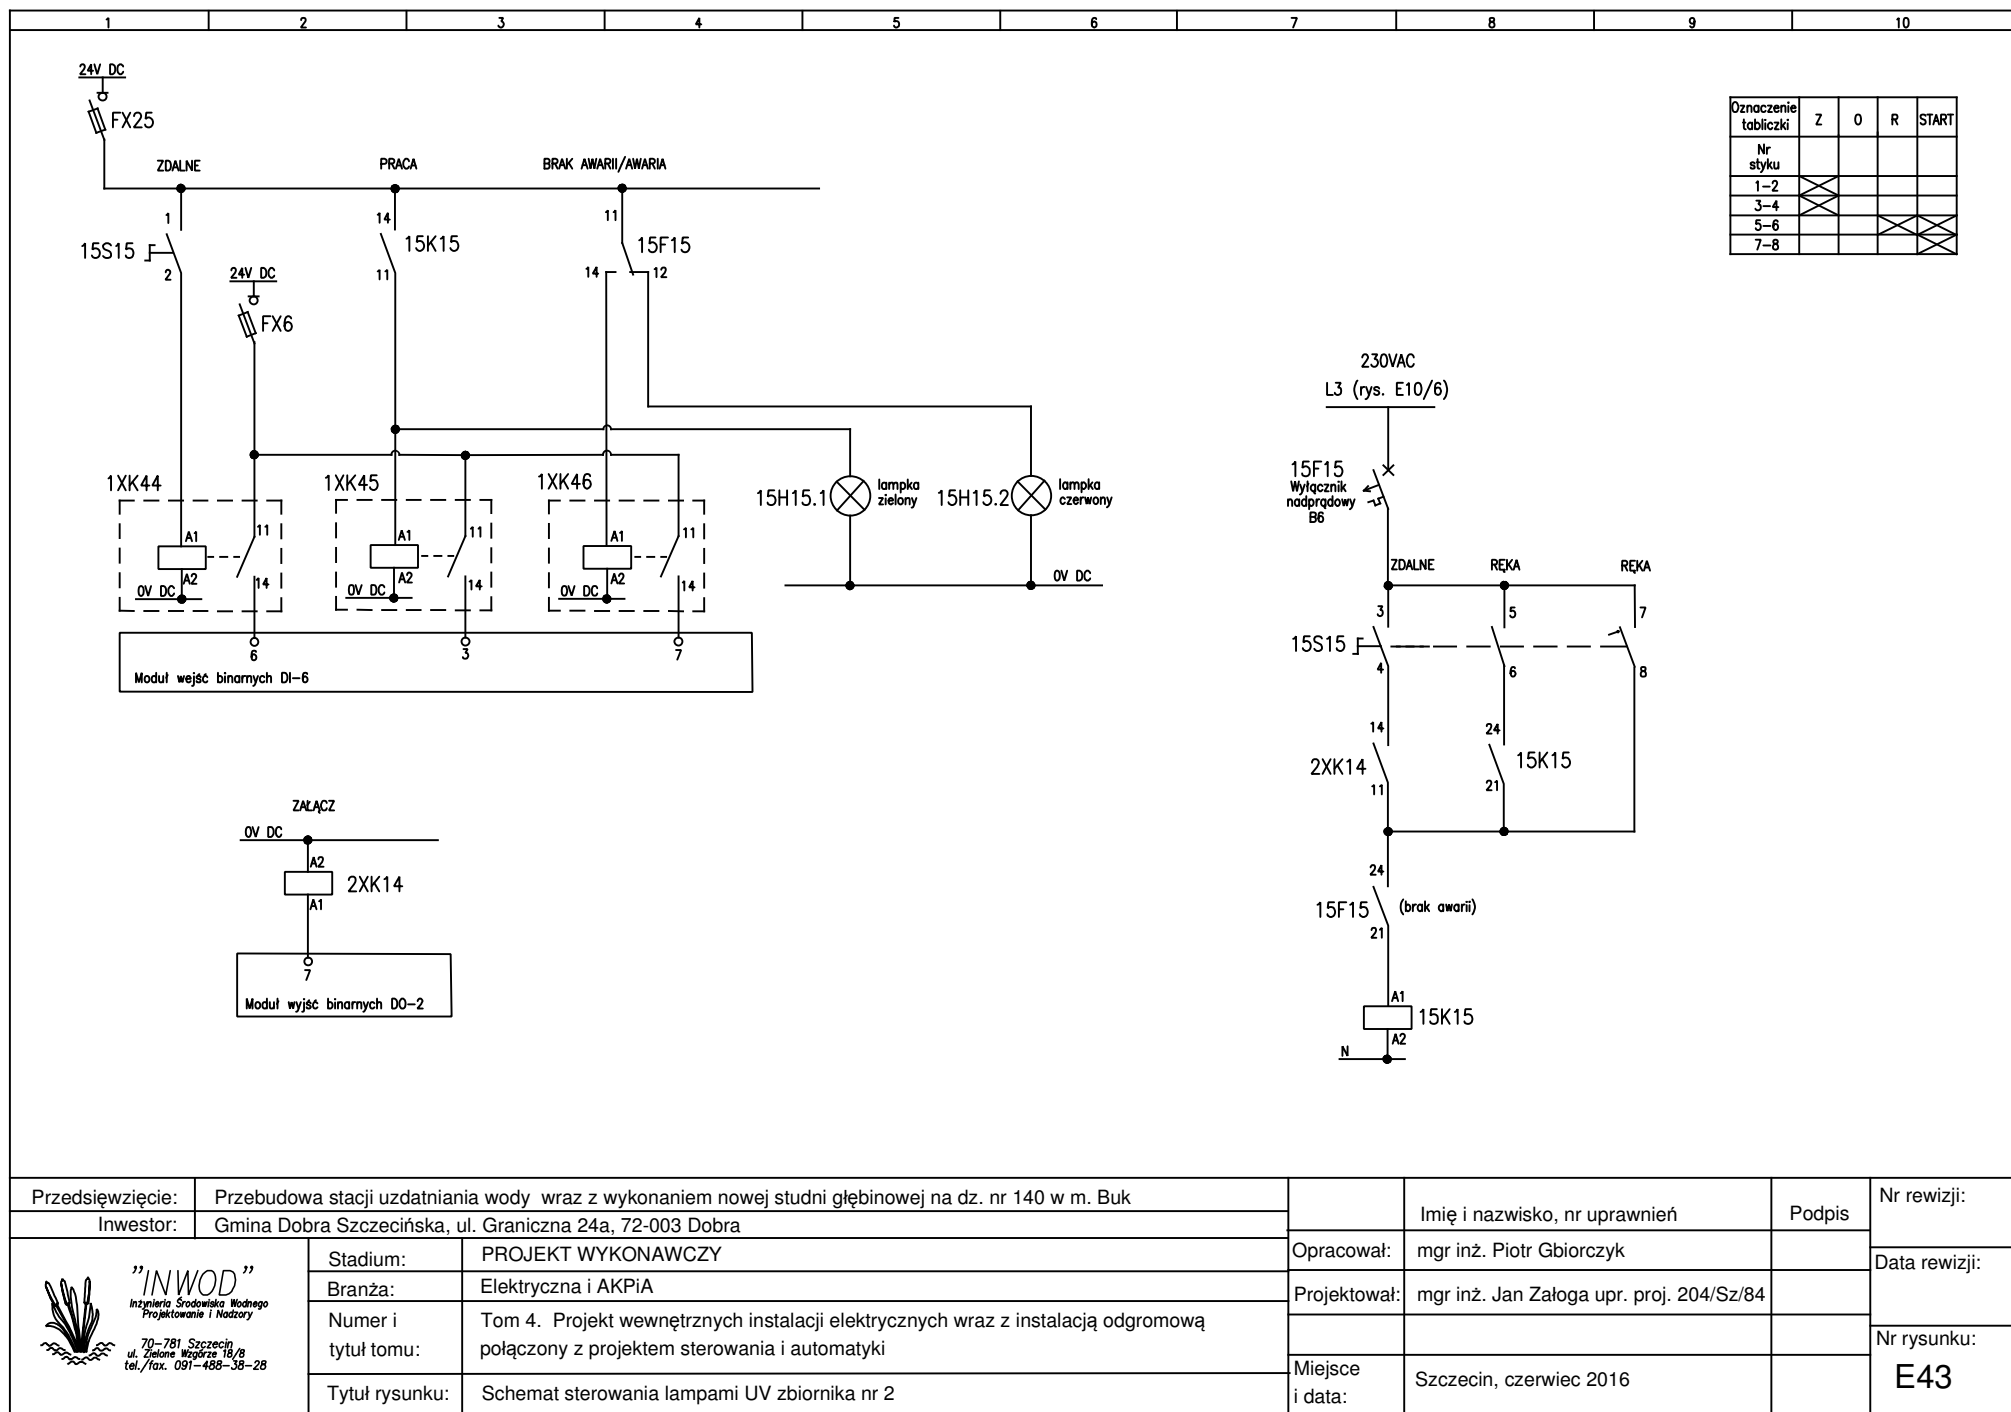 1 2 3 4 5 6 7 8 9 10
24V DC
FX25
ZDALNE
PRACA
BRAK AWARII/AWARIA
1
15S15
2
14
15K15
11
11
15F15
14
12
24V DC
FX6
1XK44
A1
A2
0V DC
11
14
1XK45
A1
A2
0V DC
11
14
1XK46
A1
A2
0V DC
11
14
15H15.1
lampka
zielony
15H15.2
lampka
czerwony
0V DC
6
3
7
Moduł wejść binarnych DI-6
ZAŁĄCZ
0V DC
A2
2XK14
A1
7
Moduł wyjść binarnych DO-2
Oznaczenie
tabliczki
Z 0 R START
Nr
styku
1-2
3-4
5-6
7-8
230VAC
L3 (rys. E10/6)
15F15
Wyłącznik
nadprądowy
B6
ZDALNE
RĘKA
RĘKA
3
5
7
15S15
4
6
8
14
2XK14
11
24
15K15
21
24
15F15
(brak awarii)
21
A1
15K15
A2
N
Przedsięwzięcie: Przebudowa stacji uzdatniania wody wraz z wykonaniem nowej studni głębinowej na dz. nr 140 w m. Buk
Inwestor: Gmina Dobra Szczecińska, ul. Graniczna 24a, 72-003 Dobra
"INWOD"
Inżynieria Środowiska Wodnego
Projektowanie i Nadzory
70-781 Szczecin
ul. Zielone Wzgórze 18/8
tel./fax. 091-488-38-28
Stadium: PROJEKT WYKONAWCZY
Branża: Elektryczna i AKPiA
Numer i
tytuł tomu:
Tom 4. Projekt wewnętrznych instalacji elektrycznych wraz z instalacją odgromową
połączony z projektem sterowania i automatyki
Tytuł rysunku: Schemat sterowania lampami UV zbiornika nr 2
Imię i nazwisko, nr uprawnień
Podpis
Opracował: mgr inż. Piotr Gbiorczyk
Projektował: mgr inż. Jan Załoga upr. proj. 204/Sz/84
Miejsce
i data:
Szczecin, czerwiec 2016
Nr rewizji:
Data rewizji:
Nr rysunku:
E43